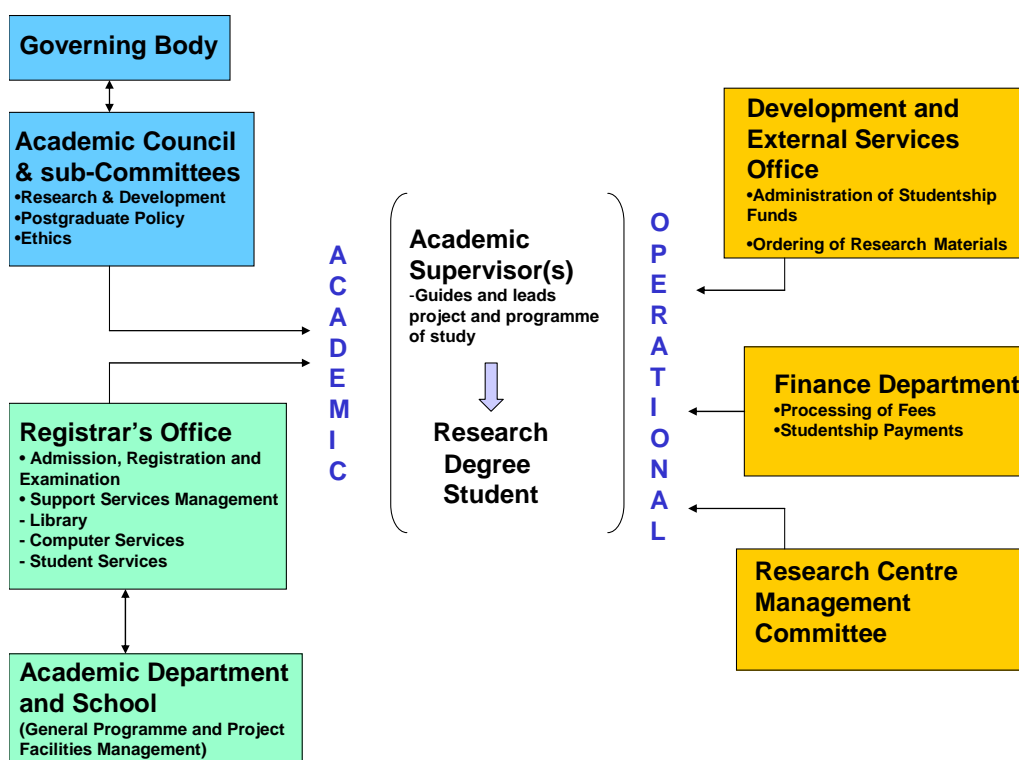 Governing Body
Academic Council
& sub-Committees
•Research & Development
•Postgraduate Policy
•Ethics
Registrar’s Office
• Admission, Registration and
Examination
• Support Services Management
- Library
- Computer Services
- Student Services
Academic Department
and School
(General Programme and Project
Facilities Management)
ACADEMIC
Academic
Supervisor(s)
-Guides and leads
project and programme
of study
Research
Degree
Student
OPERATIONAL
Development and
External Services
Office
•Administration of Studentship
Funds
•Ordering of Research Materials
Finance Department
•Processing of Fees
•Studentship Payments
Research Centre
Management
Committee